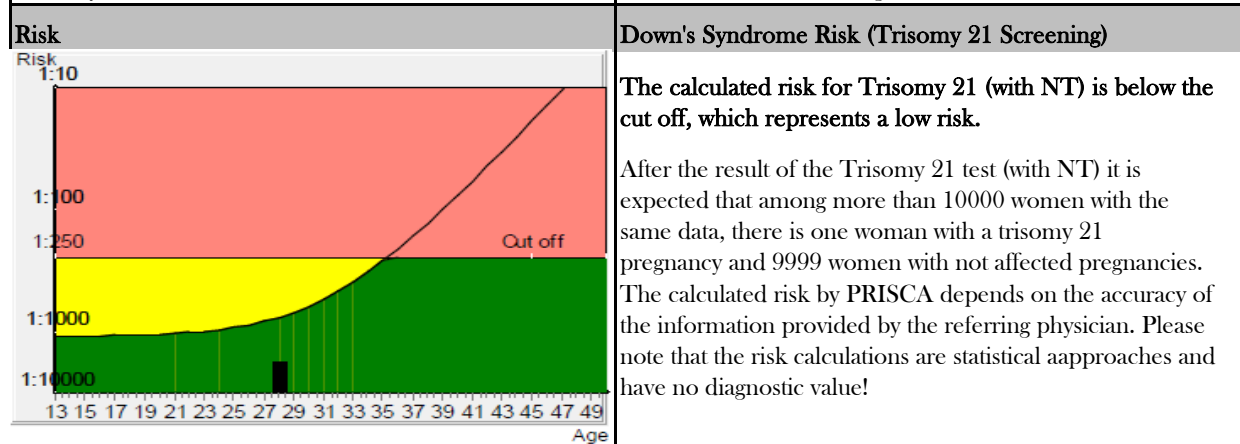 Risk
Risk
1:10
1:100
1:250
Cut off
1:1000
1:10000
13 15 17 19 21 23 25 27 29 31 33 35 37 39 41 43 45 47 49
Age
Down's Syndrome Risk (Trisomy 21 Screening)
The calculated risk for Trisomy 21 (with NT) is below the
cut off, which represents a low risk.
After the result of the Trisomy 21 test (with NT) it is
expected that among more than 10000 women with the
same data, there is one woman with a trisomy 21
pregnancy and 9999 women with not affected pregnancies.
The calculated risk by PRISCA depends on the accuracy of
the information provided by the referring physician. Please
note that the risk calculations are statistical aapproaches and
have no diagnostic value!